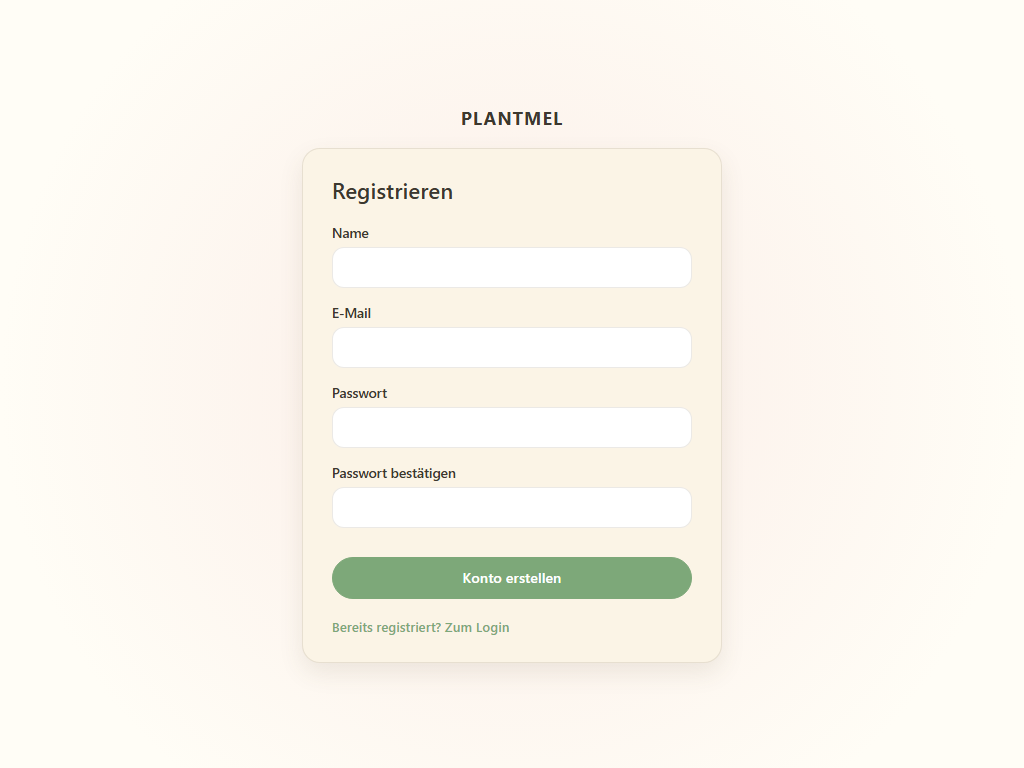 PLANTMEL
Registrieren
Name
E-Mail
Passwort
Passwort bestätigen
Konto erstellen
Bereits registriert? Zum Login